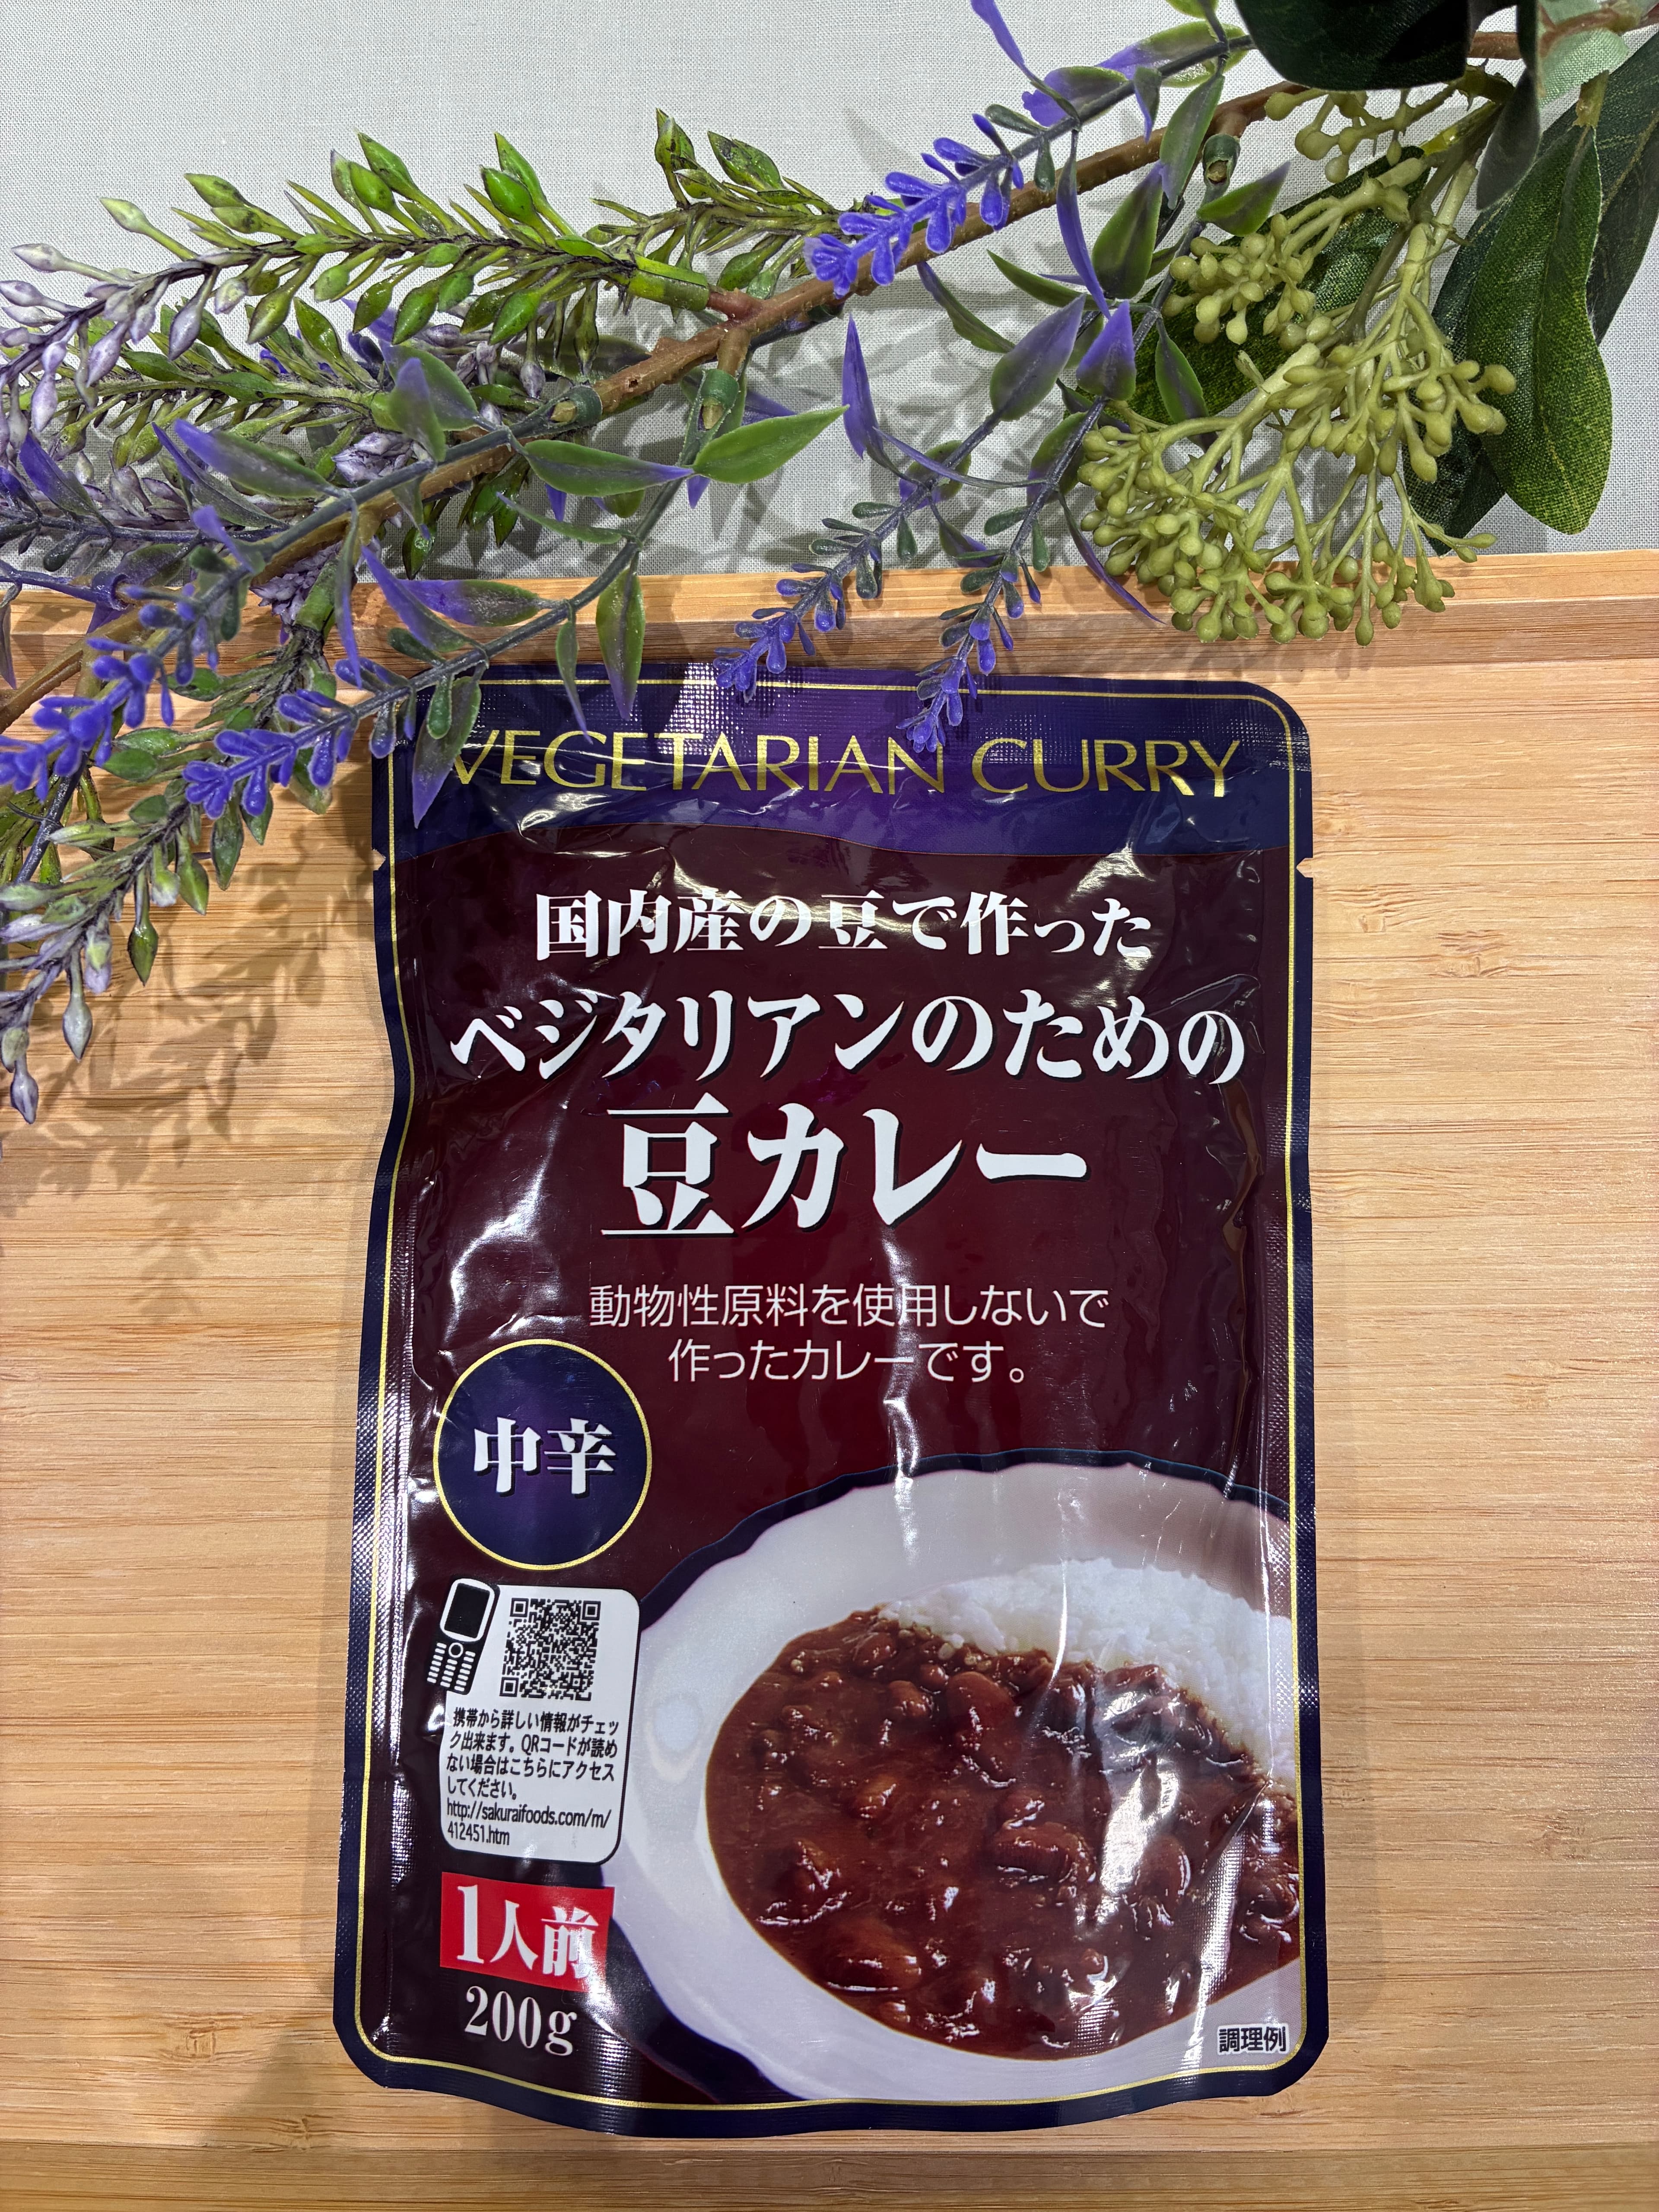 VEGETARIAN CURRY
国内産の豆で作った
ベジタリアンのための
豆カレー
動物性原料を使用しないで
作ったカレーです。
中辛
携帯から詳しい情報がチェッ
ク出来ます。QRコードが読め
ない場合はこちらにアクセス
してください。
http://sakuraifoods.com/m/
412451.htm
1人前
200g
調理例